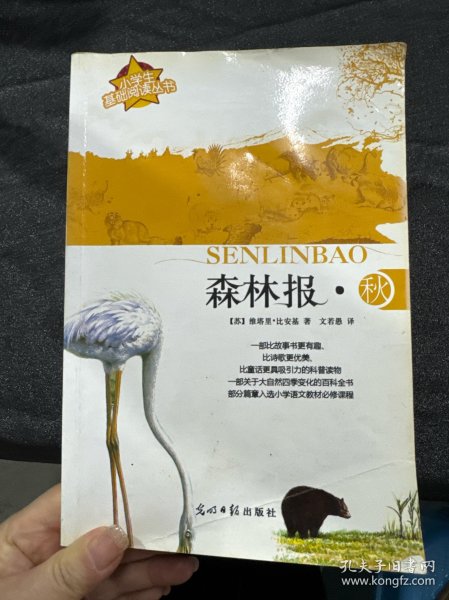 小学生
基础阅读丛书
SENLINBAO
森林报·秋
【苏】维塔里·比安基 著 文若愚 译
一部比故事书更有趣、
比诗歌更优美、
比童话更具吸引力的科普读物
一部关于大自然四季变化的百科全书
部分篇章入选小学语文教材必修课程
光明日报出版社
孔夫子旧书网
www.kongfz.com